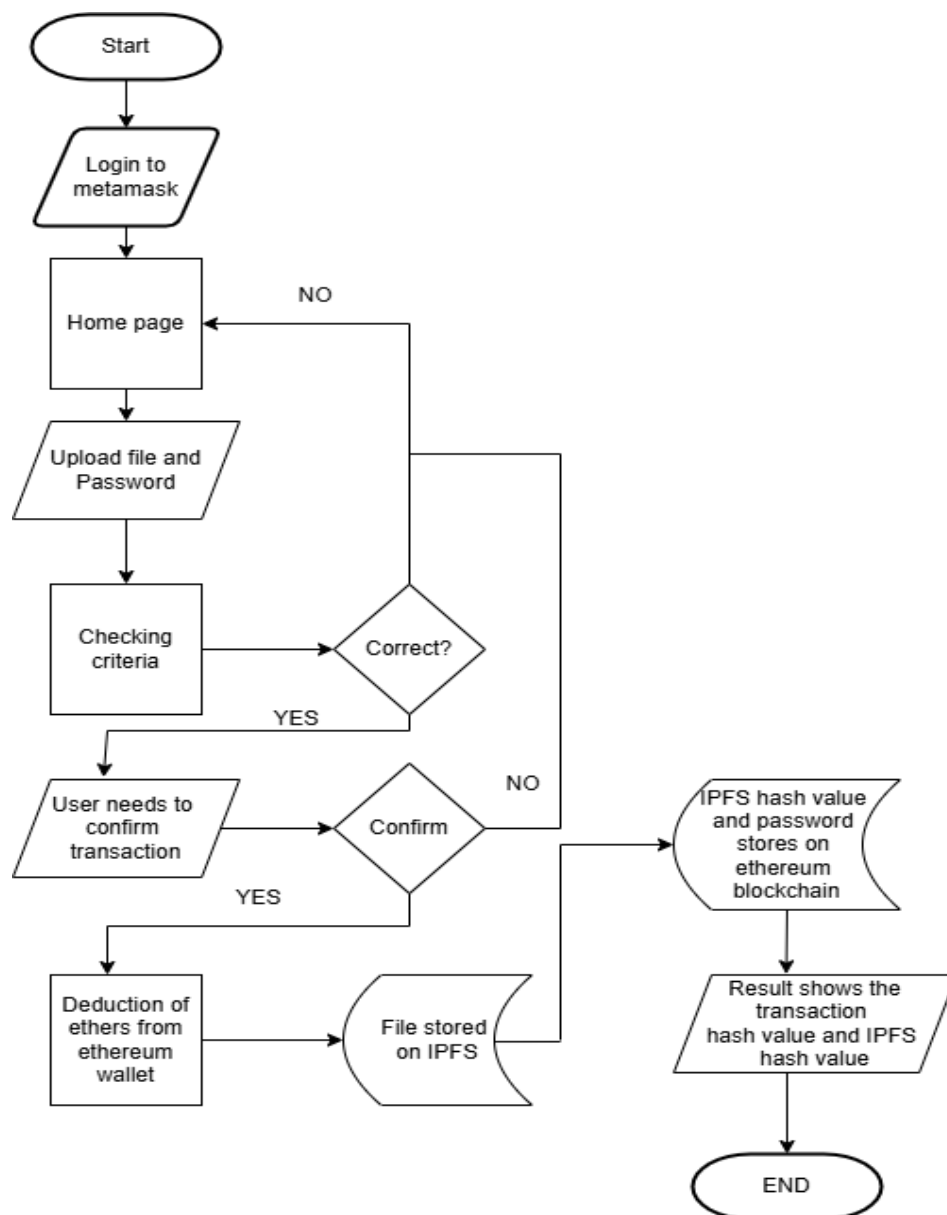 Start
Login to
metamask
NO
Home page
Upload file and
Password
Checking
criteria
Correct?
YES
User needs to
confirm
transaction
Confirm
NO
YES
Deduction of
ethers from
ethereum
wallet
File stored
on IPFS
IPFS hash value
and password
stores on
ethereum
blockchain
Result shows the
transaction
hash value and IPFS
hash value
END